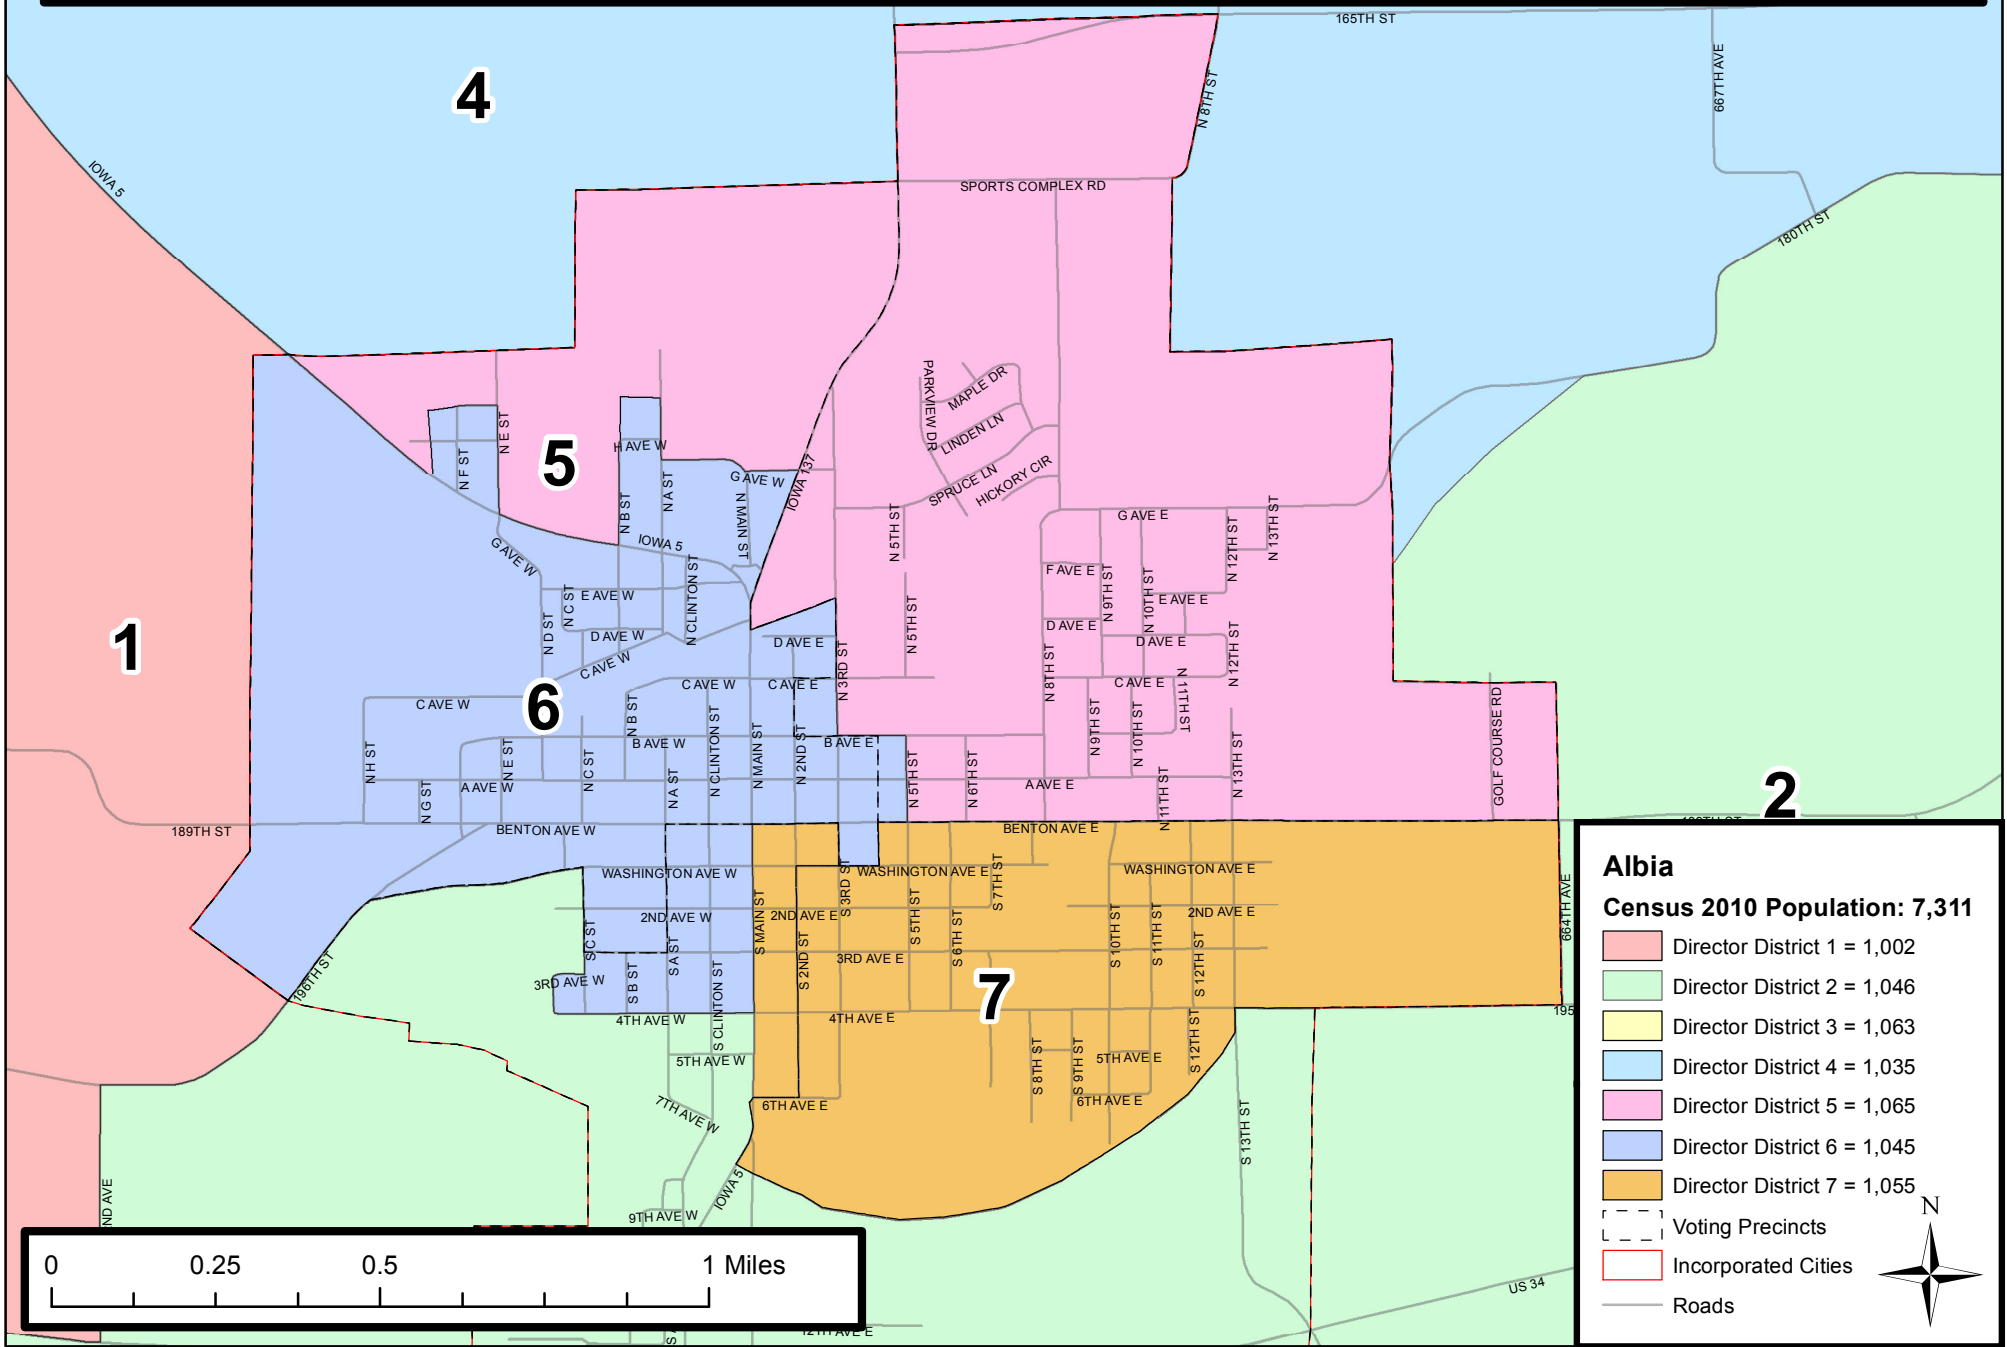 165TH ST
667TH AVE
N 8TH ST
4
IOWA 5
SPORTS COMPLEX RD
180TH ST
PARKVIEW DR
MAPLE DR
LINDEN LN
SPRUCE LN
HICKORY CIR
N E ST
N F ST
5
H AVE W
N A ST
N B ST
G AVE W
N MAIN ST
IOWA 137
IOWA 5
G AVE W
N 5TH ST
G AVE E
N 12TH ST
N 13TH ST
F AVE E
N 9TH ST
N 10TH ST
E AVE E
N C ST
E AVE W
N CLINTON ST
N D ST
D AVE W
C AVE W
N 5TH ST
D AVE E
D AVE E
D AVE E
N 12TH ST
1
N 3RD ST
N 8TH ST
C AVE W
C AVE E
C AVE E
N 11TH ST
C AVE W
6
N B ST
N CLINTON ST
N MAIN ST
N 2ND ST
B AVE W
B AVE E
N 9TH ST
N 10TH ST
N 13TH ST
GOLF COURSE RD
N H ST
N E ST
N C ST
N A ST
A AVE W
N G ST
N 5TH ST
N 6TH ST
A AVE E
N 11TH ST
2
189TH ST
BENTON AVE W
BENTON AVE E
WASHINGTON AVE W
WASHINGTON AVE E
WASHINGTON AVE E
S 3RD ST
S 7TH ST
2ND AVE W
2ND AVE E
2ND AVE E
S MAIN ST
S 5TH ST
S 6TH ST
S 10TH ST
S 11TH ST
S 12TH ST
664TH AVE
S C ST
S A ST
S 2ND ST
3RD AVE E
196TH ST
3RD AVE W
S B ST
S CLINTON ST
7
4TH AVE W
4TH AVE E
195
5TH AVE W
S 8TH ST
S 9TH ST
5TH AVE E
S 12TH ST
7TH AVE W
6TH AVE E
6TH AVE E
S 13TH ST
IOWA 5
9TH AVE W
ND AVE
US 34
12TH AVE E
S A
0 0.25 0.5 1 Miles
Albia
Census 2010 Population: 7,311
Director District 1 = 1,002
Director District 2 = 1,046
Director District 3 = 1,063
Director District 4 = 1,035
Director District 5 = 1,065
Director District 6 = 1,045
Director District 7 = 1,055
Voting Precincts
Incorporated Cities
Roads
N